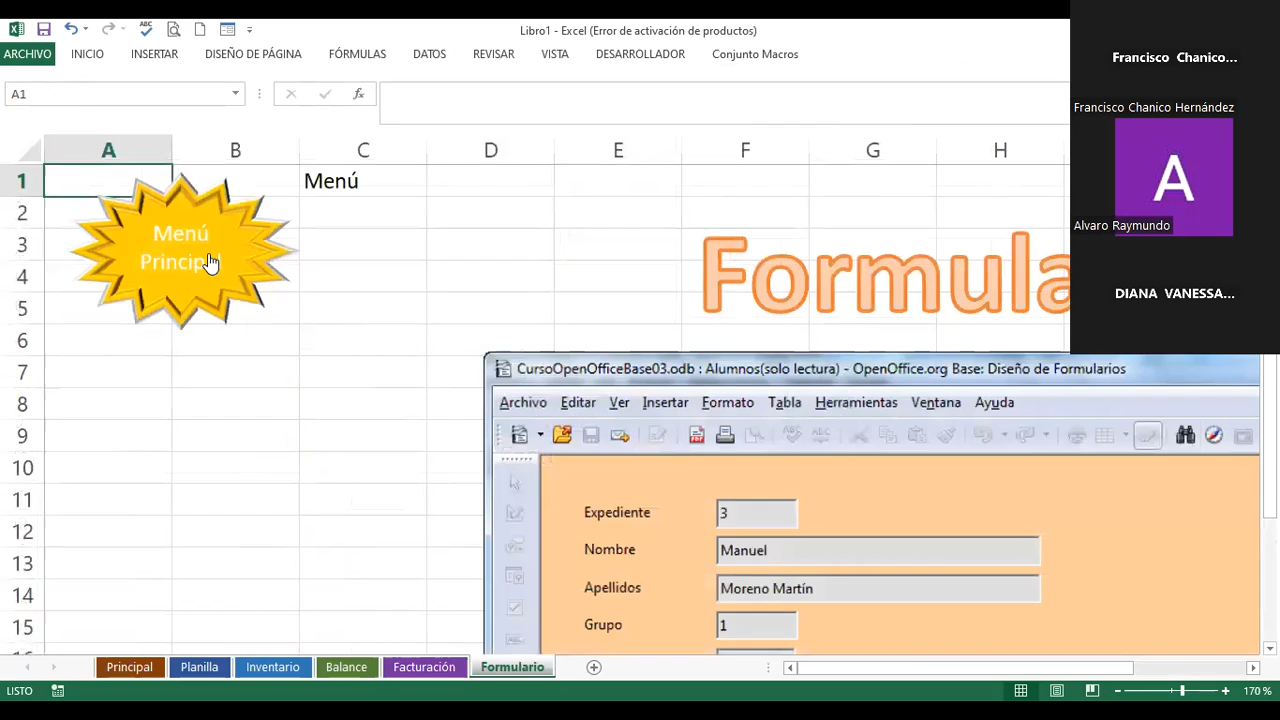 Libro1 - Excel (Error de activación de productos)
ARCHIVO INICIO INSERTAR DISEÑO DE PÁGINA FÓRMULAS DATOS REVISAR VISTA DESARROLLADOR Conjunto Macros
A1
A B C D E F G H
1 Menú
2
3
4
5
6
7
8
9
10
11
12
13
14
15
Menú
Formula
CursoOpenOfficeBase03.odb : Alumnos(solo lectura) - OpenOffice.org Base: Diseño de Formularios
Archivo Editar Ver Insertar Formato Tabla Herramientas Ventana Ayuda
Expediente 3
Nombre Manuel
Apellidos Moreno Martín
Grupo 1
Principal Planilla Inventario Balance Facturación Formulario
LISTO 170 %
Francisco Chanico...
Francisco Chanico Hernández
A
Alvaro Raymundo
DIANA VANESSA...